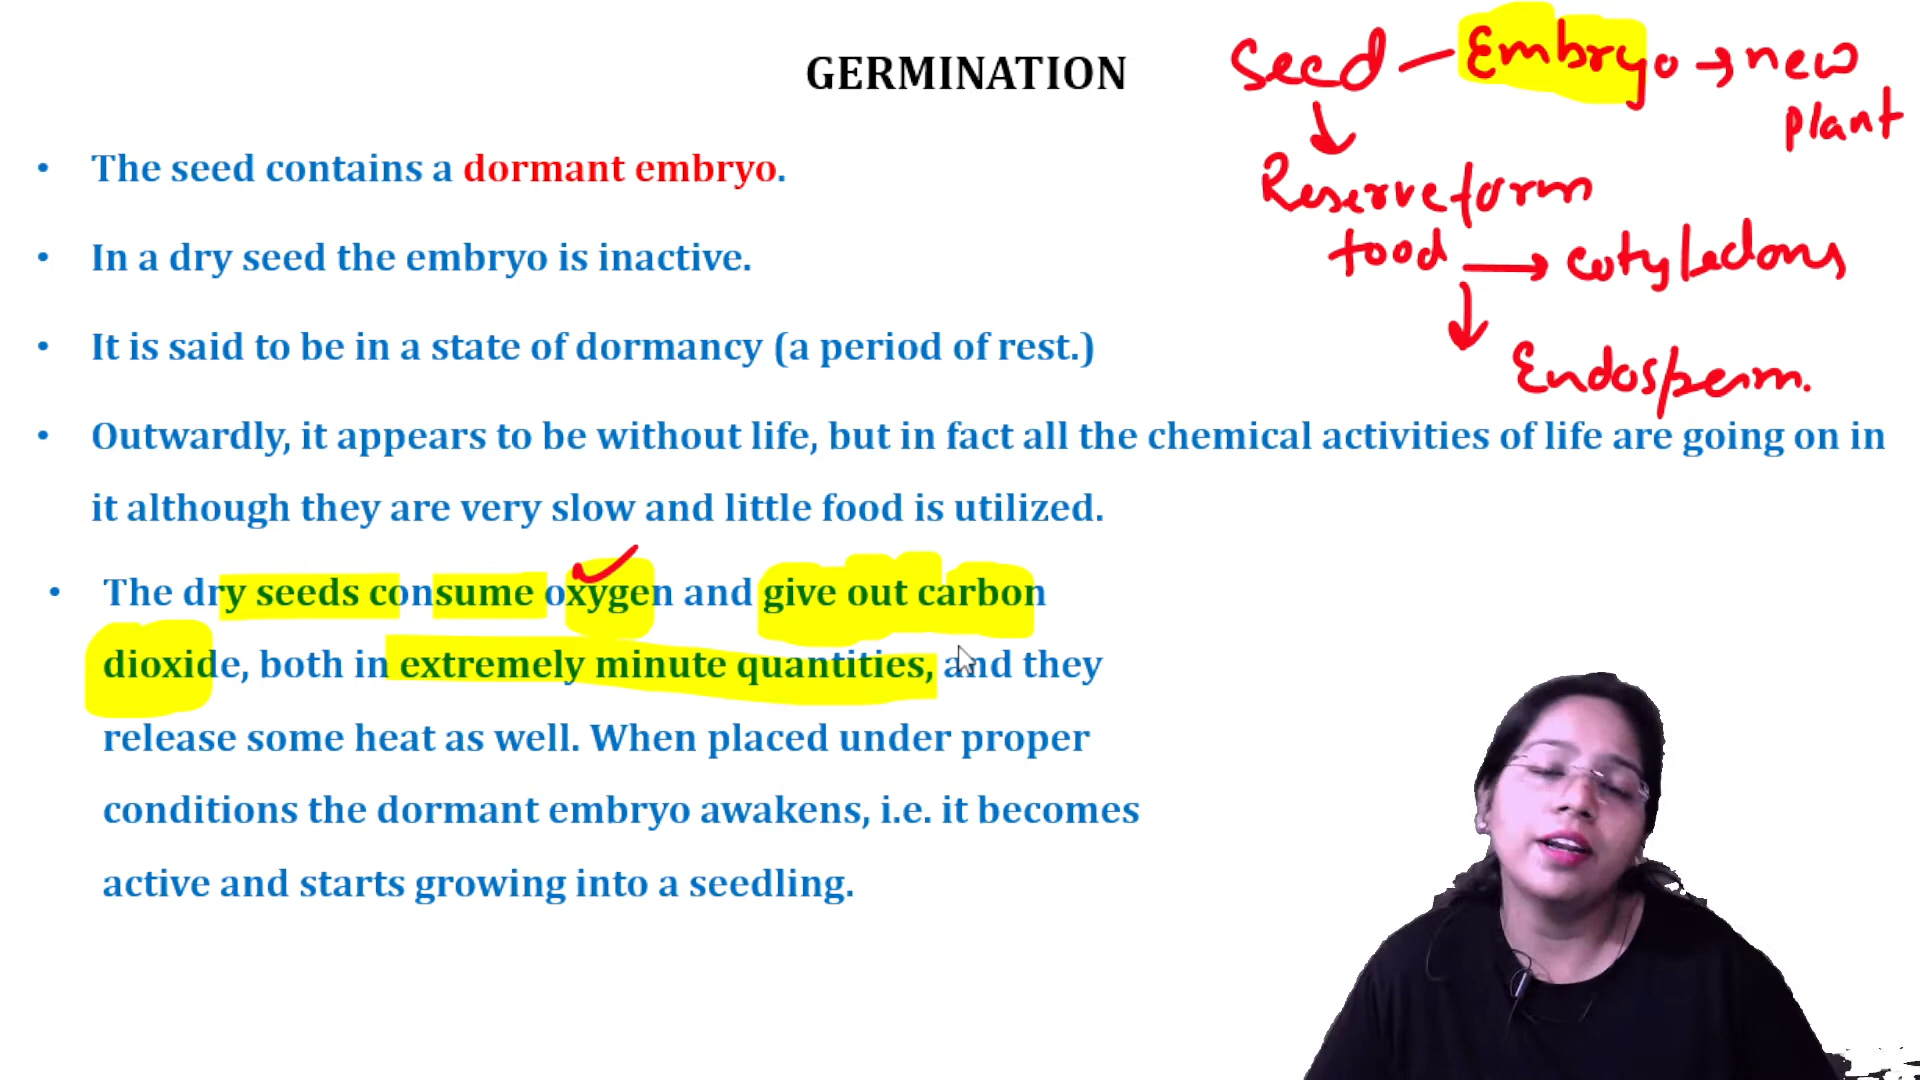 GERMINATION
Seed - Embryo → new
plant
Reserve form
food → cotyledons
Endosperm.
• The seed contains a dormant embryo.
• In a dry seed the embryo is inactive.
• It is said to be in a state of dormancy (a period of rest.)
• Outwardly, it appears to be without life, but in fact all the chemical activities of life are going on in
it although they are very slow and little food is utilized.
• The dry seeds consume oxygen and give out carbon
dioxide, both in extremely minute quantities, and they
release some heat as well. When placed under proper
conditions the dormant embryo awakens, i.e. it becomes
active and starts growing into a seedling.